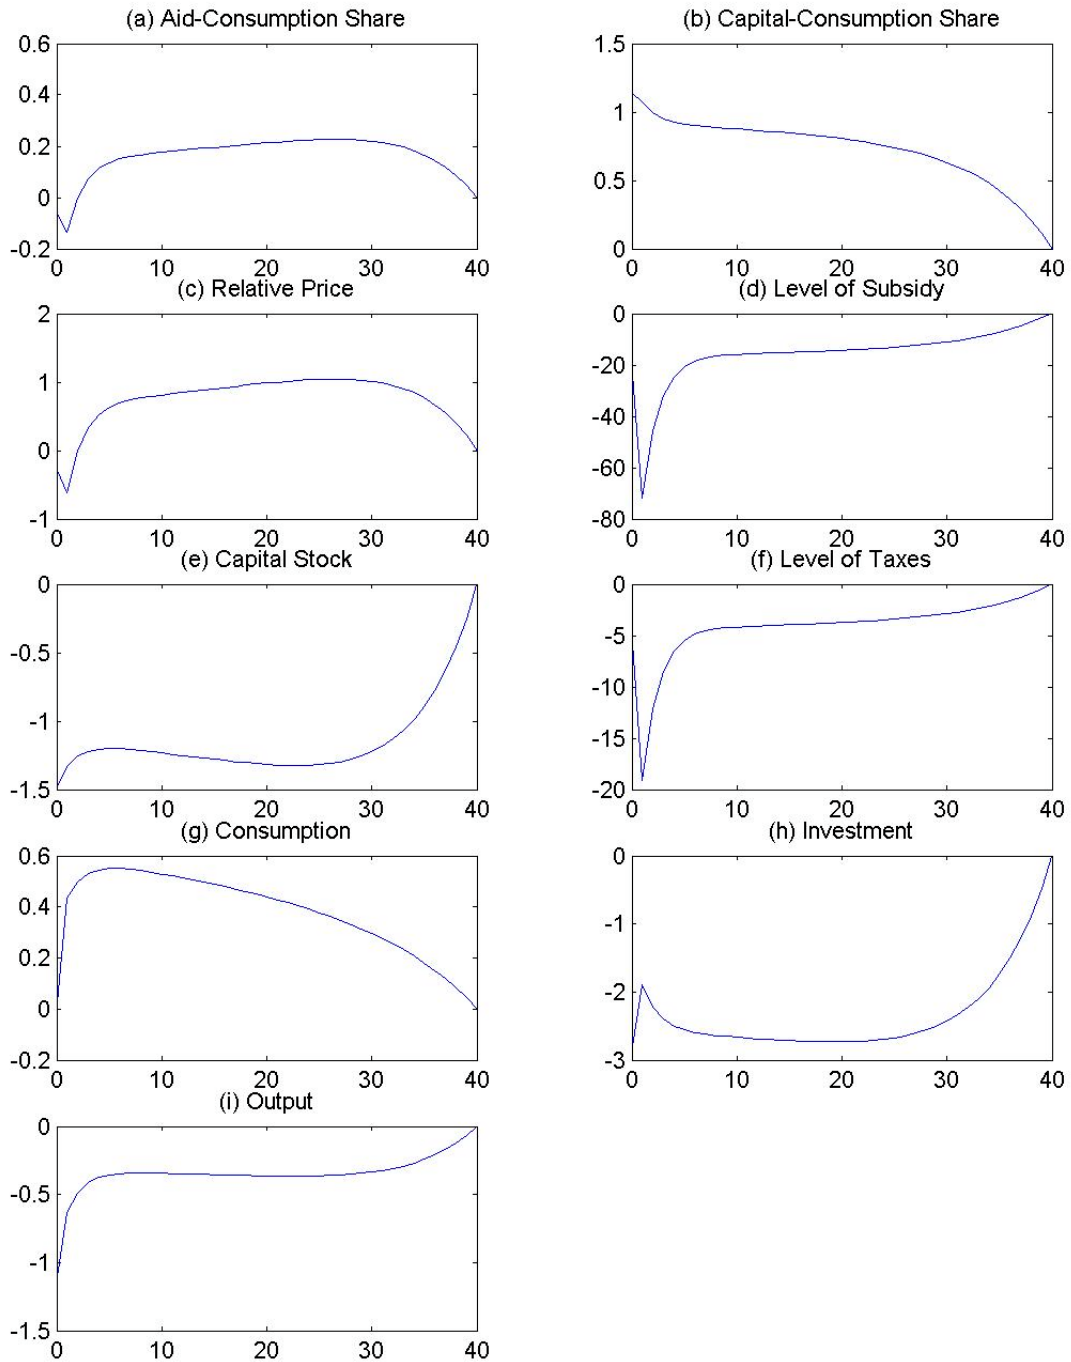 (a) Aid-Consumption Share
0.6
0.4
0.2
0
-0.2
0 10 20 30 40
(b) Capital-Consumption Share
1.5
1
0.5
0
0 10 20 30 40
(c) Relative Price
2
1
0
-1
0 10 20 30 40
(d) Level of Subsidy
0
-20
-40
-60
-80
0 10 20 30 40
(e) Capital Stock
0
-0.5
-1
-1.5
0 10 20 30 40
(f) Level of Taxes
0
-5
-10
-15
-20
0 10 20 30 40
(g) Consumption
0.6
0.4
0.2
0
-0.2
0 10 20 30 40
(h) Investment
0
-1
-2
-3
0 10 20 30 40
(i) Output
0
-0.5
-1
-1.5
0 10 20 30 40